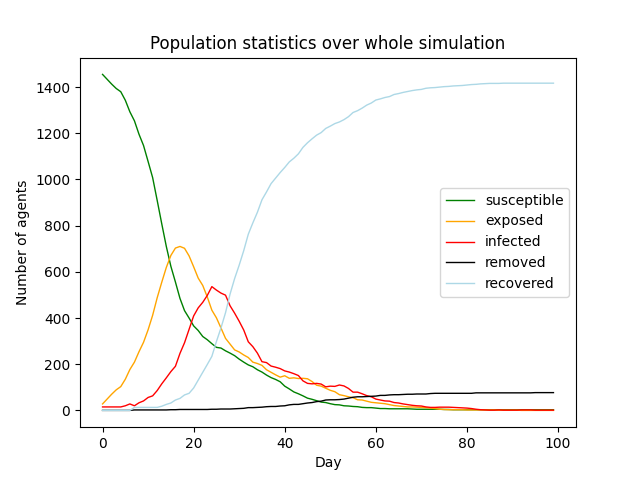 Population statistics over whole simulation
Number of agents
1400
1200
1000
800
600
400
200
0
susceptible
exposed
infected
removed
recovered
0 20 40 60 80 100
Day